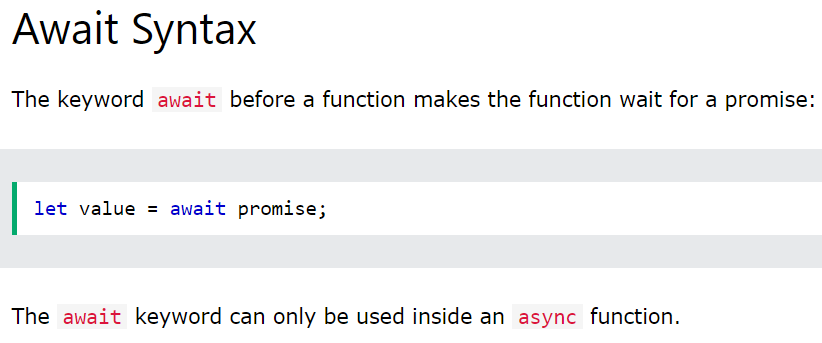 Await Syntax
The keyword await before a function makes the function wait for a promise:
let value = await promise;
The await keyword can only be used inside an async function.